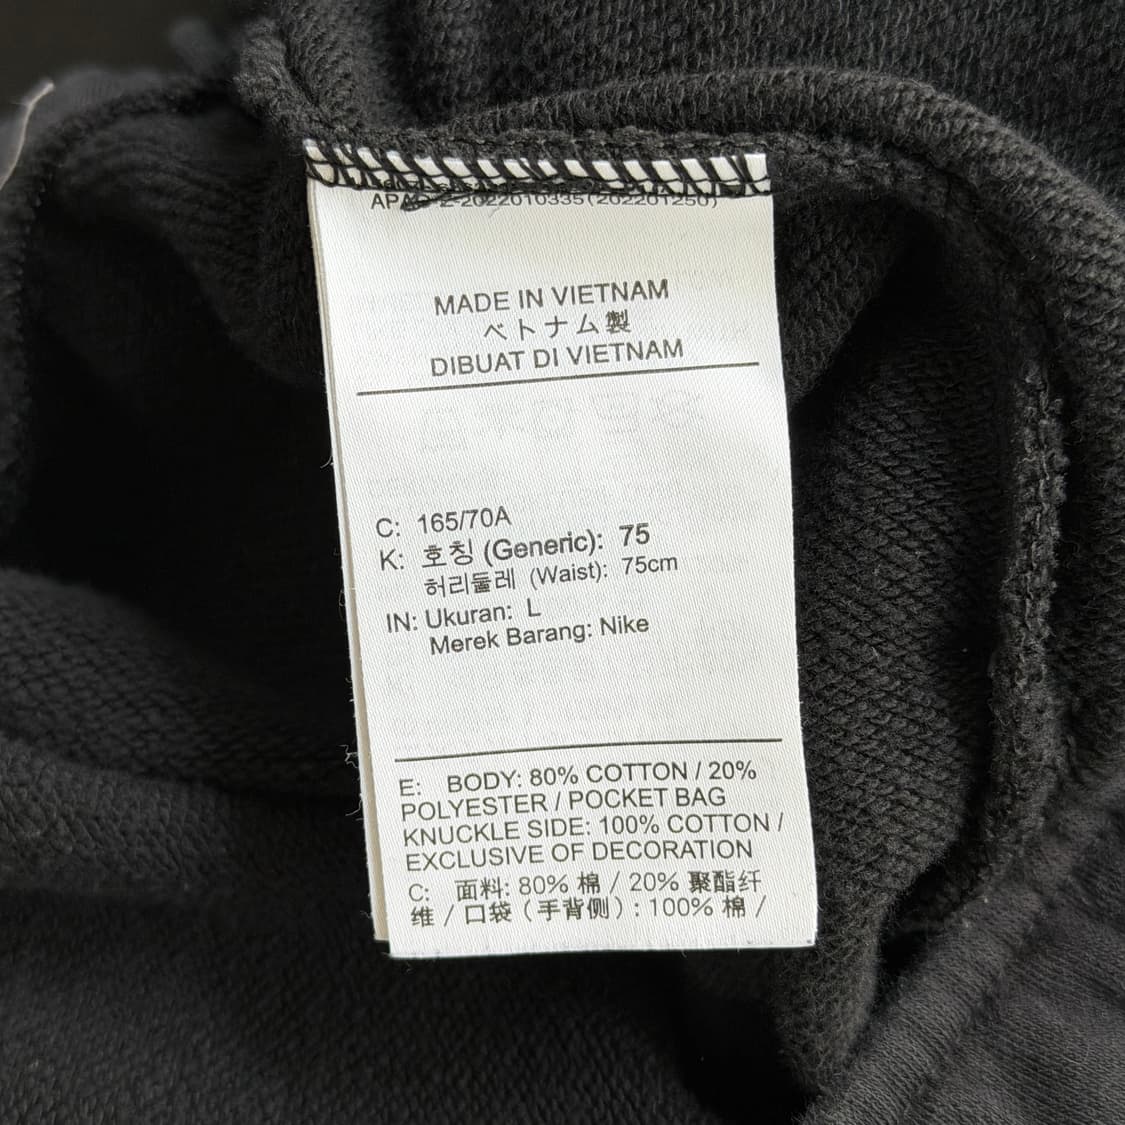 2-2022010335(202201250)
MADE IN VIETNAM
ベトナム製
DIBUAT DI VIETNAM
C: 165/70A
K: 호칭 (Generic): 75
허리둘레 (Waist): 75cm
IN: Ukuran: L
Merek Barang: Nike
E: BODY: 80% COTTON / 20%
POLYESTER / POCKET BAG
KNUCKLE SIDE: 100% COTTON /
EXCLUSIVE OF DECORATION
C: 面料: 80% 棉 / 20% 聚酯纤
维 / 口袋 (手背侧) : 100% 棉 /